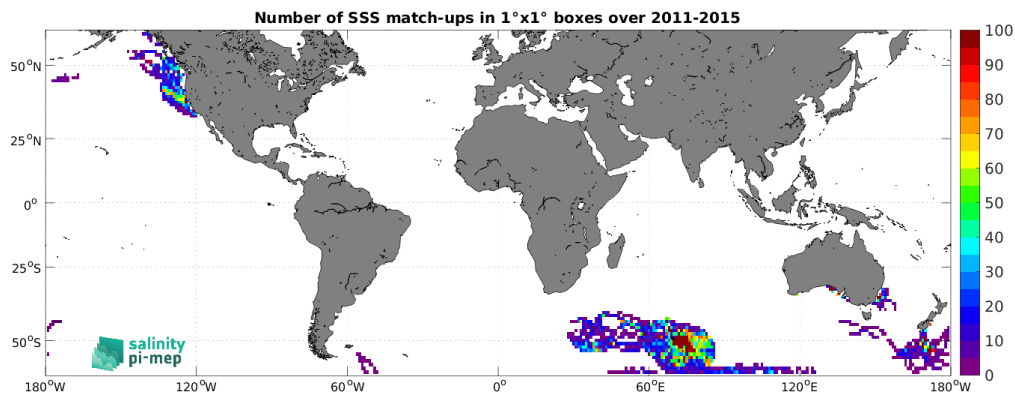 Number of SSS match-ups in 1°x1° boxes over 2011-2015
50°N
25°N
0°
25°S
50°S
180°W
120°W
60°W
0°
60°E
120°E
180°W
100
90
80
70
60
50
40
30
20
10
0
salinity
pi-mep